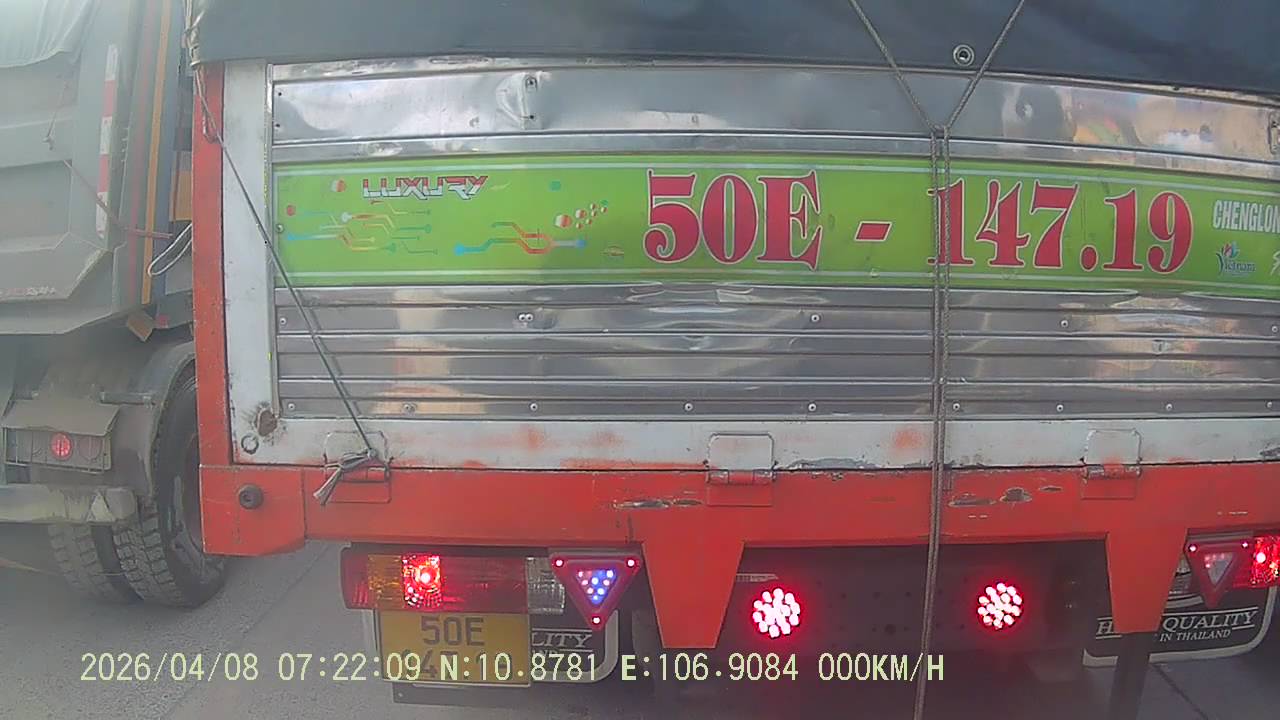 LUXURY
50E - 147.19
CHENGLON
Vietnam
50E
LITY
QUALITY
IN THAILAND
2026/04/08 07:22:09 N:10.8781 E:106.9084 000KM/H